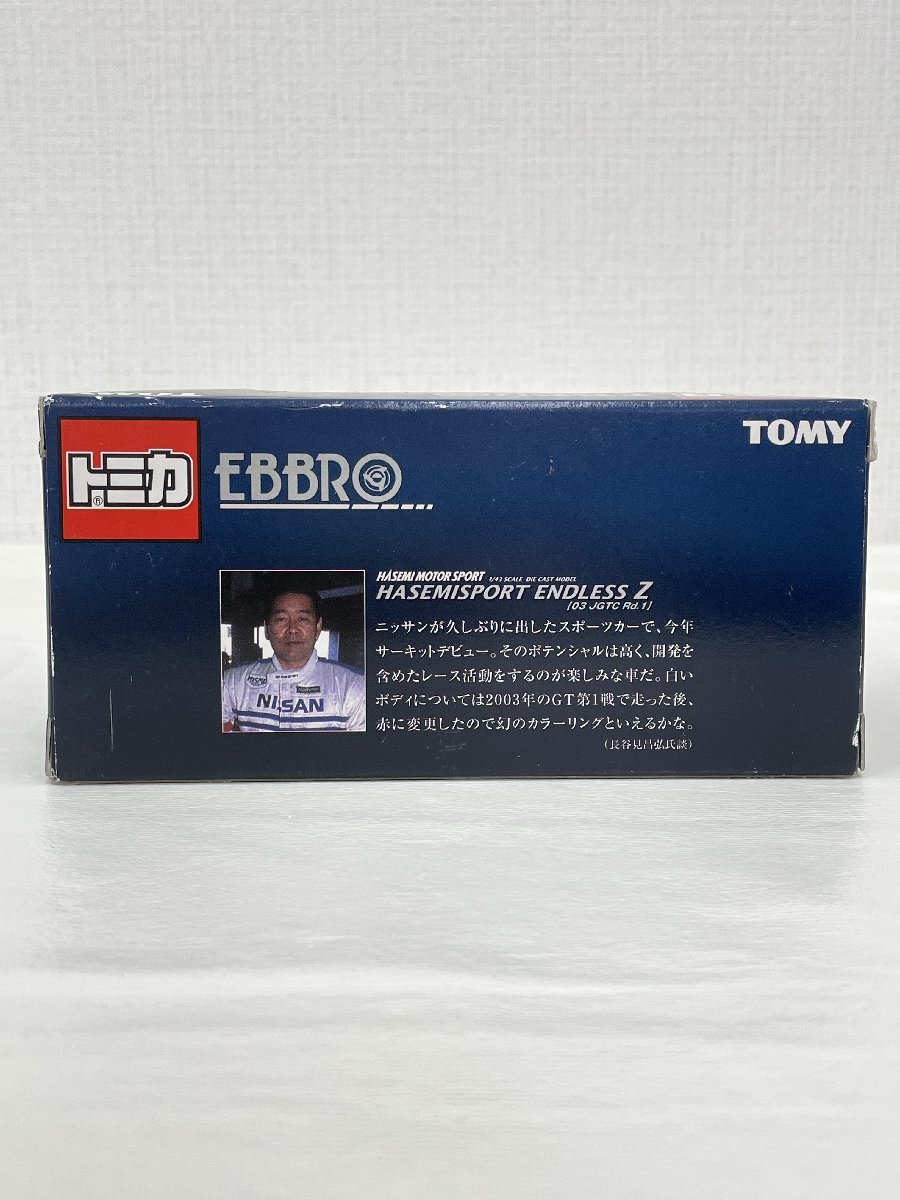 トミカ
®
EBBRO
TOMY
HASEMI MOTOR SPORT 1/43 SCALE DIE CAST MODEL
HASEMISPORT ENDLESS Z
[03 JGTC Rd.1]
ニッサンが久しぶりに出したスポーツカーで、今年
サーキットデビュー。そのポテンシャルは高く、開発を
含めたレース活動をするのが楽しみな車だ。白い
ボディについては2003年のGT第1戦で走った後、
赤に変更したので幻のカラーリングといえるかな。
(長谷見昌弘氏談)
NISSAN